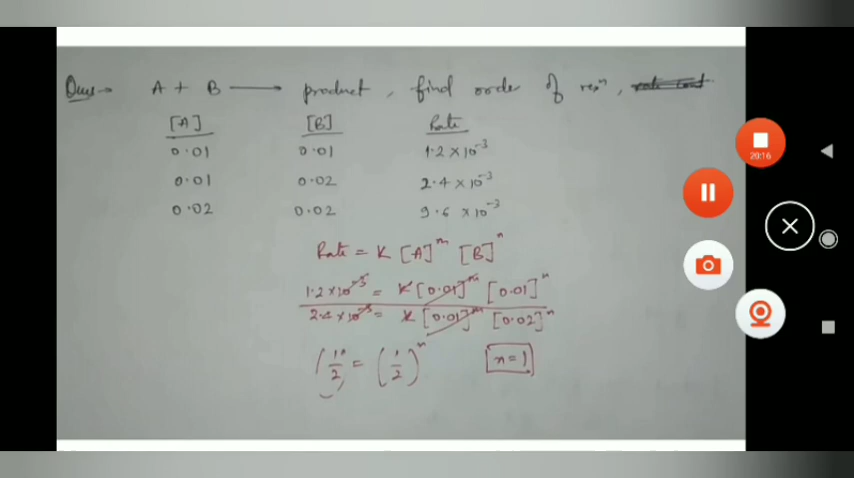 Ques→ A + B ⟶ product, find order of rexⁿ,
[A] [B] Rate
0.01 0.01 1.2 × 10⁻³
0.01 0.02 2.4 × 10⁻³
0.02 0.02 9.6 × 10⁻³
Rate = K [A]ᵐ [B]ⁿ
1.2 × 10⁻³ = K [0.01]ᵐ [0.01]ⁿ
2.4 × 10⁻³ = K [0.01]ᵐ [0.02]ⁿ
(1/2)¹ = (1/2)ⁿ n = 1
20:16